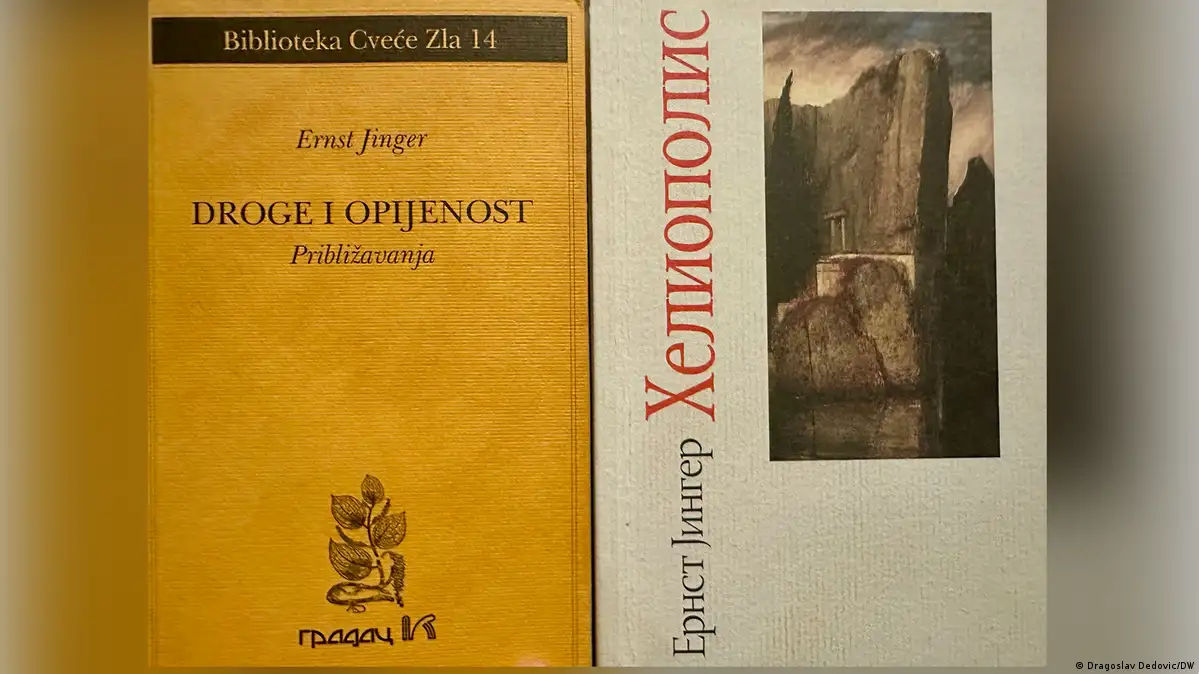 Biblioteka Cveće Zla 14
Ernst Jinger
DROGE I OPIJENOST
Približavanja
градац K
Ернст Јингер Хелиополис
© Dragoslav Dedovic/DW